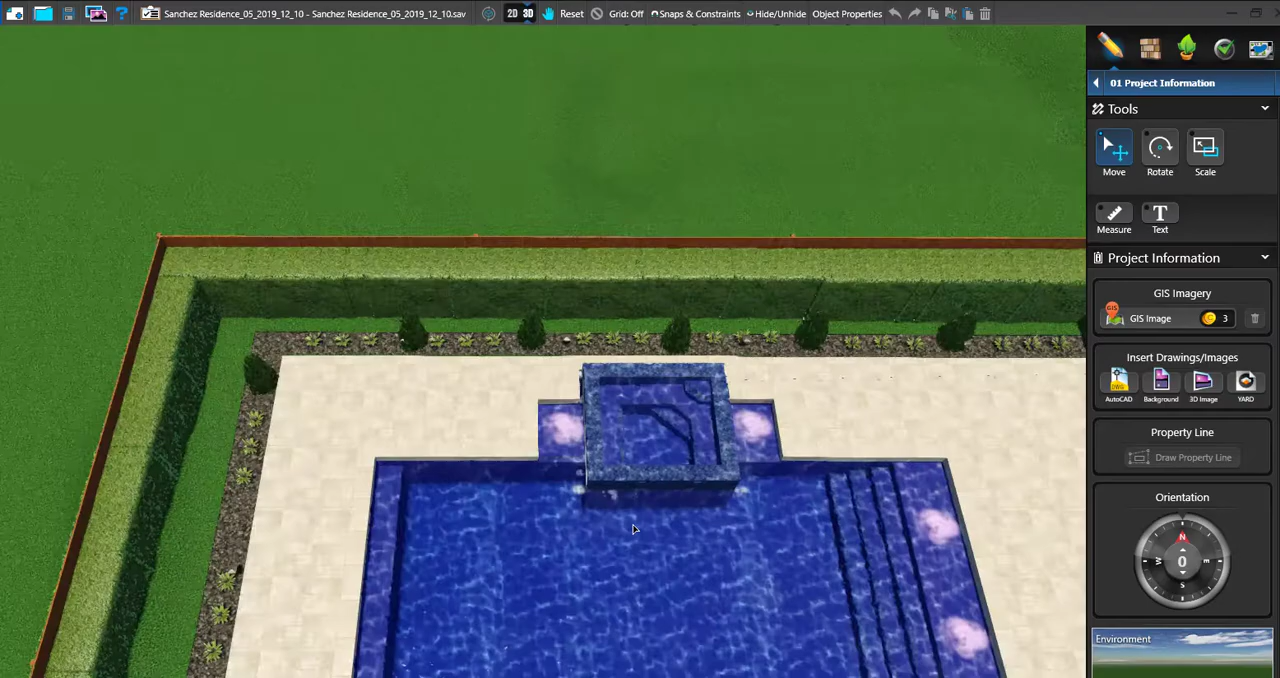 Sanchez Residence_05_2019_12_10 - Sanchez Residence_05_2019_12_10.sav 2D 3D Reset Grid: Off Snaps & Constraints Hide/Unhide Object Properties
01 Project Information
Tools
Move Rotate Scale
Measure Text
Project Information
GIS Imagery
GIS GIS Image 3
Insert Drawings/Images
DWG
AutoCAD Background 3D Image YARD
Property Line
Draw Property Line
Orientation
N
W 0 E
S
Environment